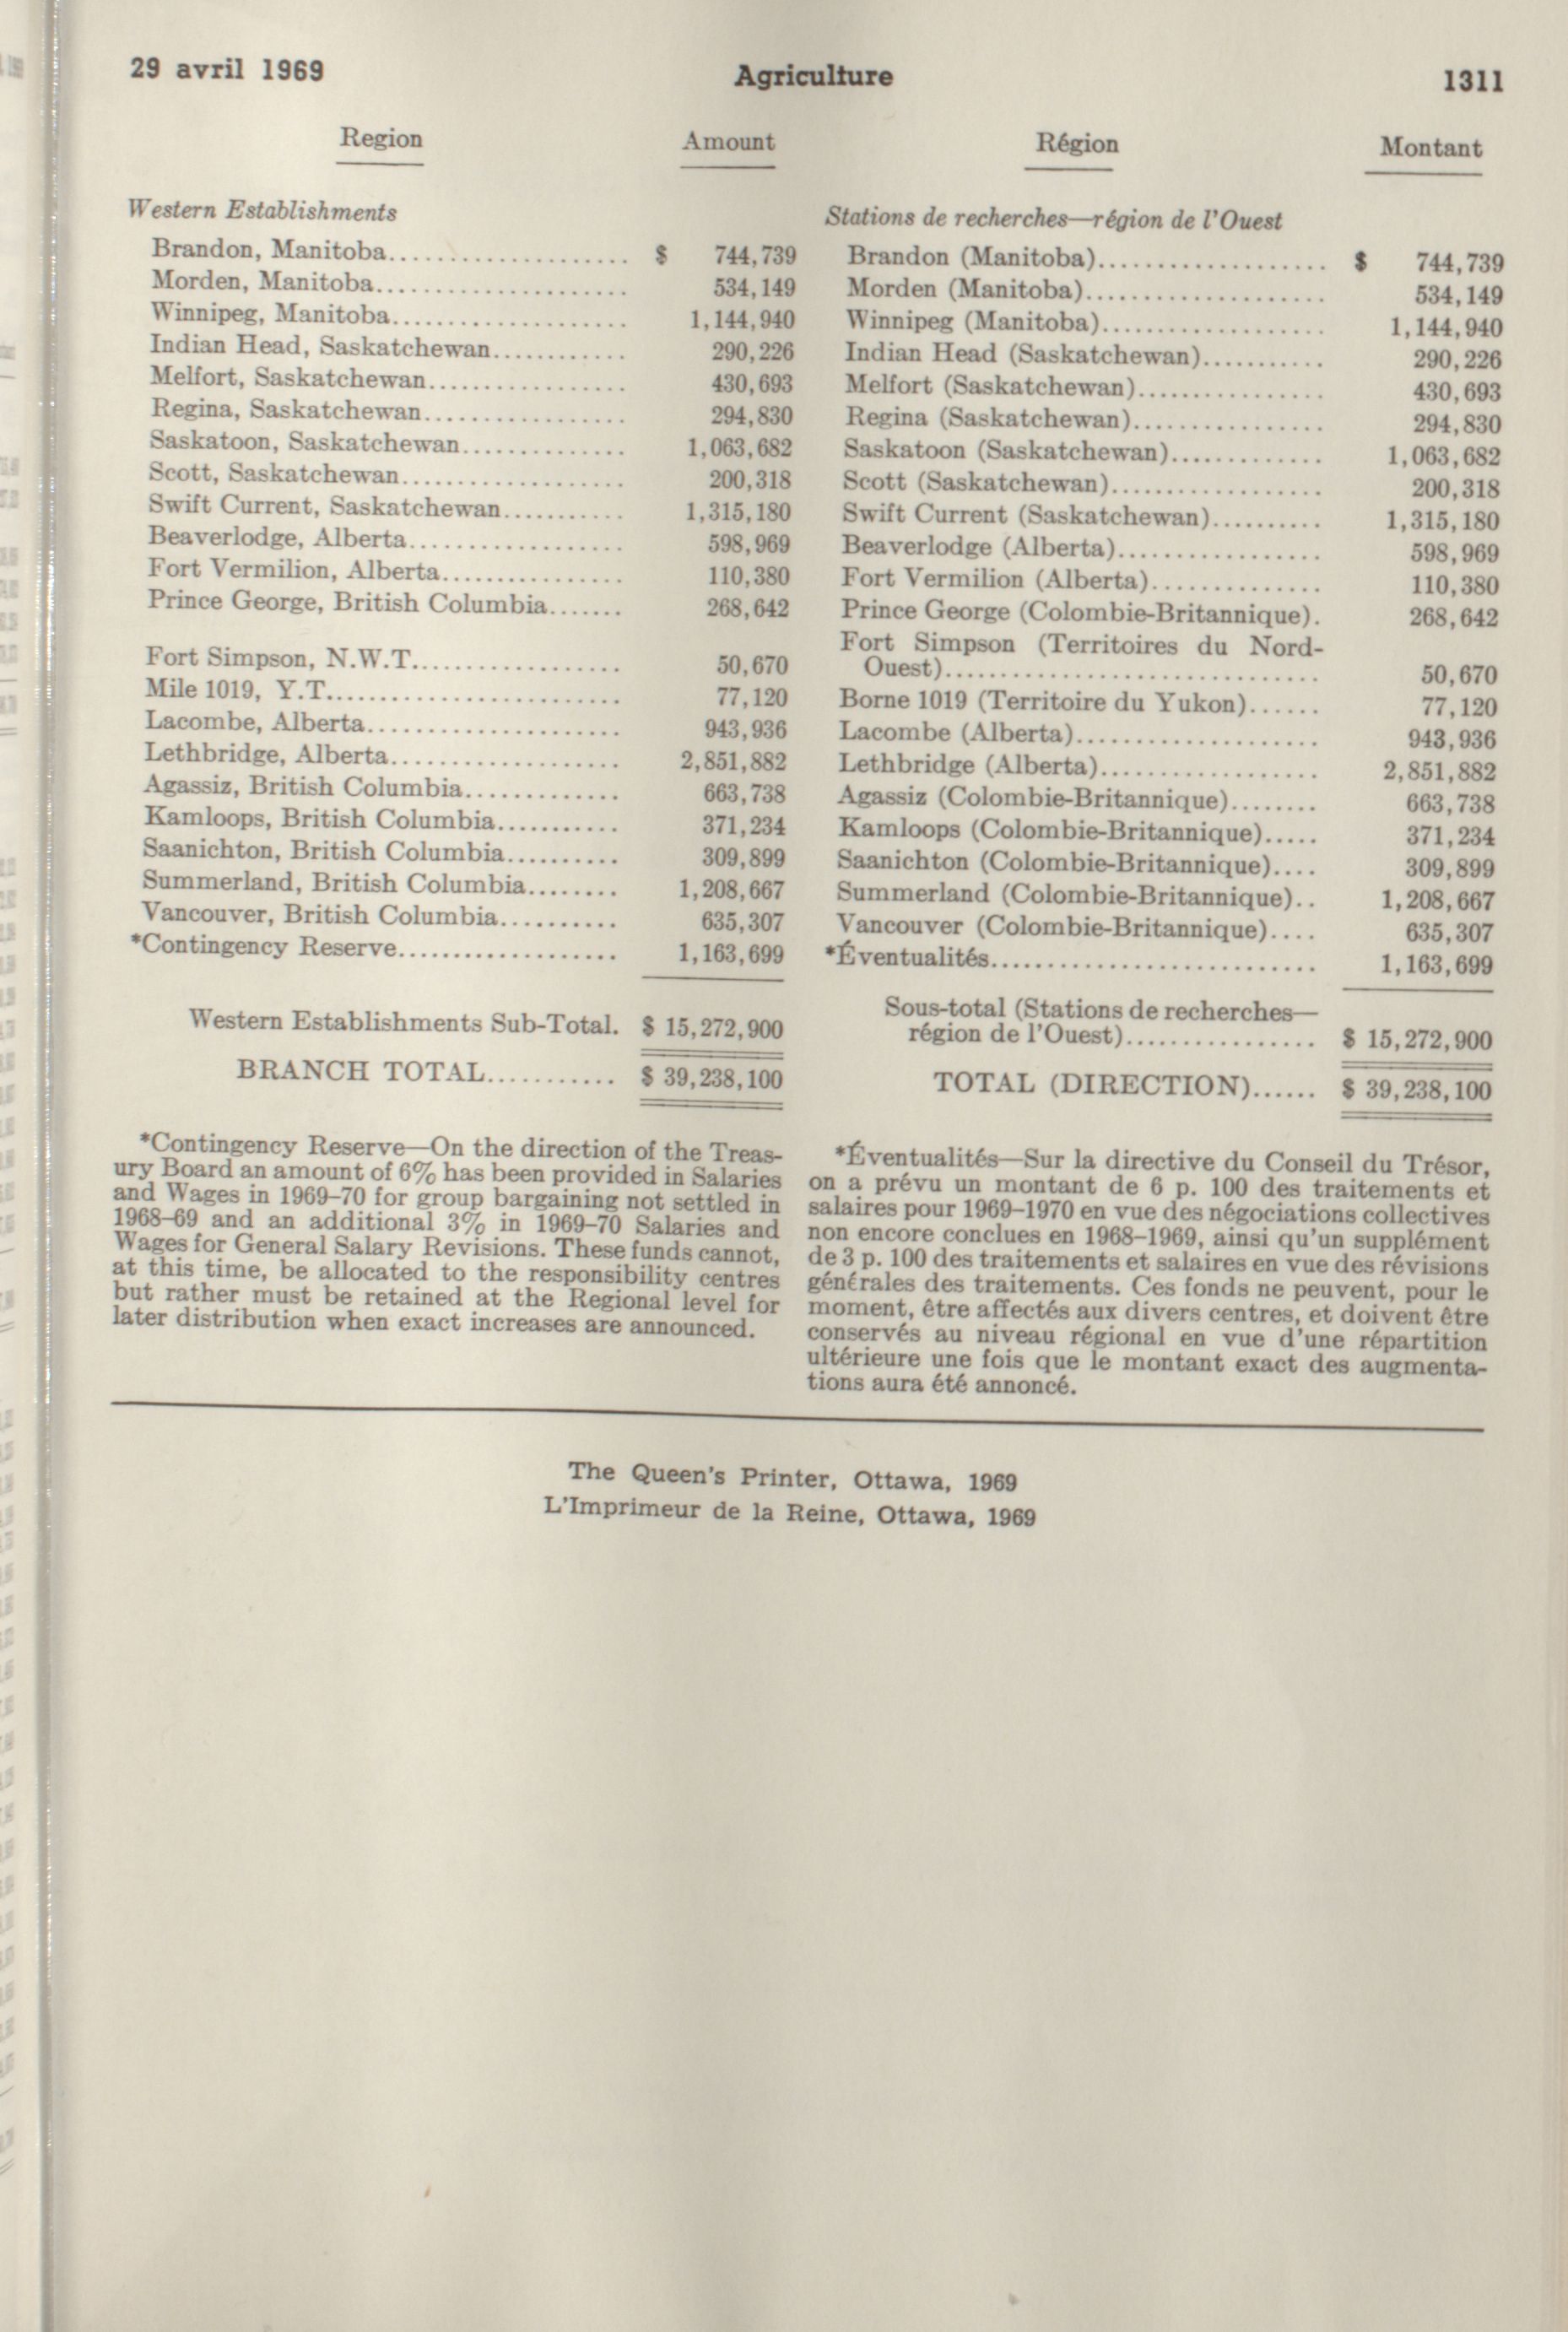 29 avril 1969
Agriculture
1311
Region
Amount
Western Establishments
Brandon, Manitoba.................... $ 744,739
Morden, Manitoba..................... 534,149
Winnipeg, Manitoba.................... 1,144,940
Indian Head, Saskatchewan............ 290,226
Melfort, Saskatchewan................. 430,693
Regina, Saskatchewan.................. 294,830
Saskatoon, Saskatchewan.............. 1,063,682
Scott, Saskatchewan................... 200,318
Swift Current, Saskatchewan........... 1,315,180
Beaverlodge, Alberta.................. 598,969
Fort Vermilion, Alberta................ 110,380
Prince George, British Columbia....... 268,642
Fort Simpson, N.W.T.................. 50,670
Mile 1019, Y.T......................... 77,120
Lacombe, Alberta...................... 943,936
Lethbridge, Alberta.................... 2,851,882
Agassiz, British Columbia............. 663,738
Kamloops, British Columbia........... 371,234
Saanichton, British Columbia.......... 309,899
Summerland, British Columbia........ 1,208,667
Vancouver, British Columbia.......... 635,307
*Contingency Reserve................... 1,163,699
Western Establishments Sub-Total. $ 15,272,900
BRANCH TOTAL........... $ 39,238,100
*Contingency Reserve—On the direction of the Treas-
ury Board an amount of 6% has been provided in Salaries
and Wages in 1969–70 for group bargaining not settled in
1968–69 and an additional 3% in 1969–70 Salaries and
Wages for General Salary Revisions. These funds cannot,
at this time, be allocated to the responsibility centres
but rather must be retained at the Regional level for
later distribution when exact increases are announced.
Région
Montant
Stations de recherches—région de l'Ouest
Brandon (Manitoba)................... $ 744,739
Morden (Manitoba).................... 534,149
Winnipeg (Manitoba).................. 1,144,940
Indian Head (Saskatchewan)........... 290,226
Melfort (Saskatchewan)................ 430,693
Regina (Saskatchewan)................ 294,830
Saskatoon (Saskatchewan)............. 1,063,682
Scott (Saskatchewan).................. 200,318
Swift Current (Saskatchewan).......... 1,315,180
Beaverlodge (Alberta)................. 598,969
Fort Vermilion (Alberta).............. 110,380
Prince George (Colombie-Britannique). 268,642
Fort Simpson (Territoires du Nord-
Ouest)................................ 50,670
Borne 1019 (Territoire du Yukon)...... 77,120
Lacombe (Alberta).................... 943,936
Lethbridge (Alberta).................. 2,851,882
Agassiz (Colombie-Britannique)........ 663,738
Kamloops (Colombie-Britannique)..... 371,234
Saanichton (Colombie-Britannique).... 309,899
Summerland (Colombie-Britannique).. 1,208,667
Vancouver (Colombie-Britannique).... 635,307
*Éventualités............................ 1,163,699
Sous-total (Stations de recherches—
région de l'Ouest)................ $ 15,272,900
TOTAL (DIRECTION)...... $ 39,238,100
*Éventualités—Sur la directive du Conseil du Trésor,
on a prévu un montant de 6 p. 100 des traitements et
salaires pour 1969–1970 en vue des négociations collectives
non encore conclues en 1968–1969, ainsi qu'un supplément
de 3 p. 100 des traitements et salaires en vue des révisions
générales des traitements. Ces fonds ne peuvent, pour le
moment, être affectés aux divers centres, et doivent être
conservés au niveau régional en vue d'une répartition
ultérieure une fois que le montant exact des augmenta-
tions aura été annoncé.
The Queen's Printer, Ottawa, 1969
L'Imprimeur de la Reine, Ottawa, 1969